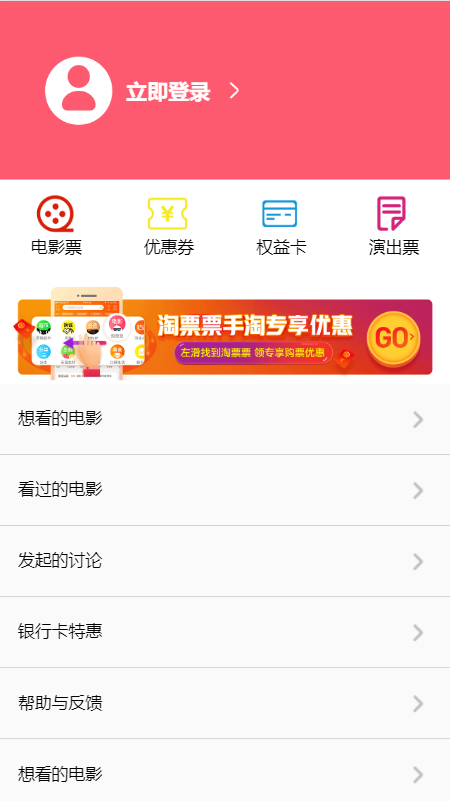 立即登录
电影票 优惠券 权益卡 演出票
淘票票手淘专享优惠
左滑找到淘票票 领专享购票优惠
GO
想看的电影
看过的电影
发起的讨论
银行卡特惠
帮助与反馈
想看的电影